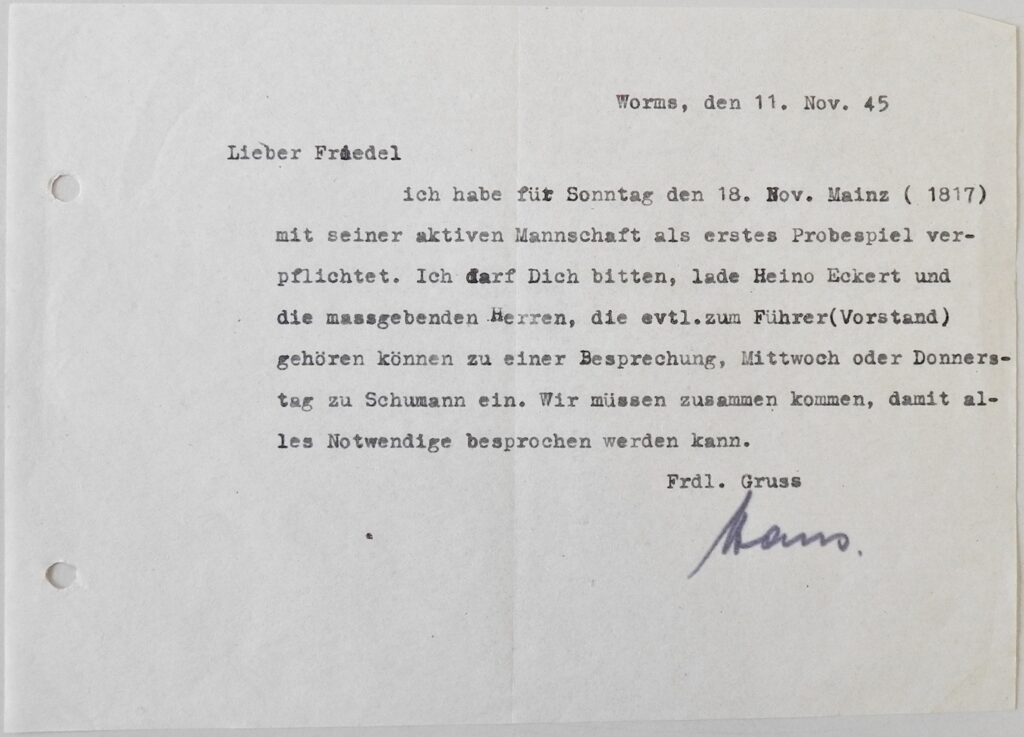 Worms, den 11. Nov. 45
Lieber Friedel
ich habe für Sonntag den 18. Nov. Mainz ( 1817)
mit seiner aktiven Mannschaft als erstes Probespiel ver-
pflichtet. Ich darf Dich bitten, lade Heino Eckert und
die massgebenden Herren, die evtl.zum Führer(Vorstand)
gehören können zu einer Besprechung, Mittwoch oder Donners-
tag zu Schumann ein. Wir müssen zusammen kommen, damit al-
les Notwendige besprochen werden kann.
Frdl. Gruss
Hans.